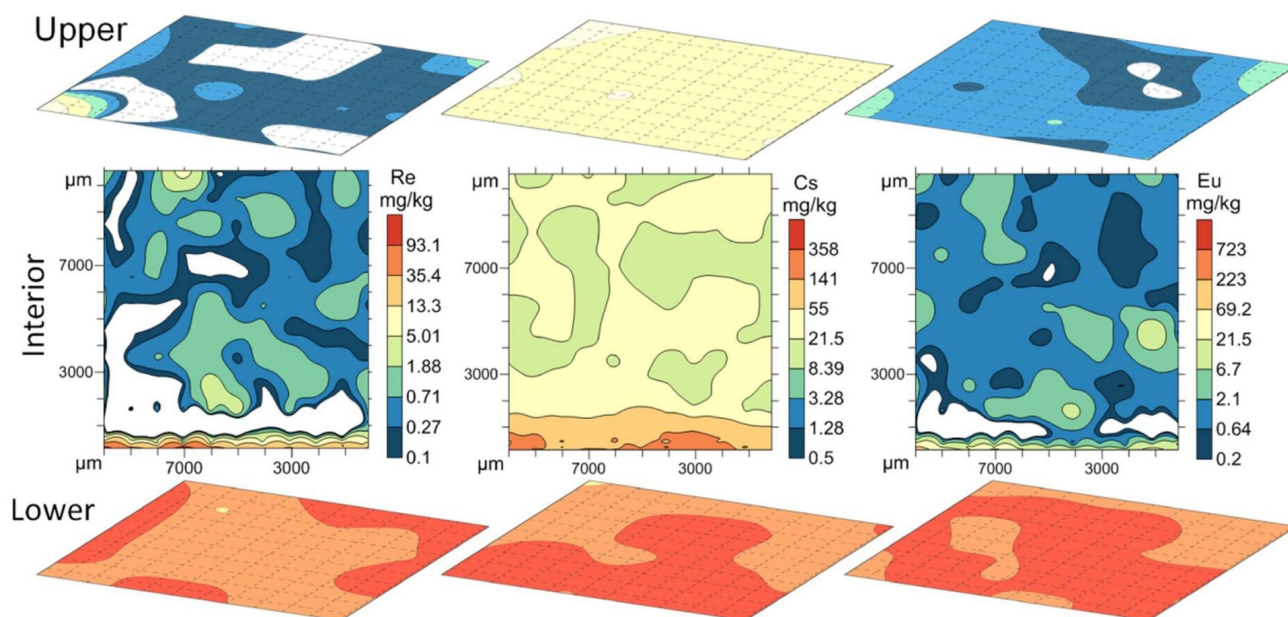 Upper
Interior
Lower
µm
7000
3000
µm
7000
3000
Re
mg/kg
93.1
35.4
13.3
5.01
1.88
0.71
0.27
0.1
µm
7000
3000
µm
7000
3000
Cs
mg/kg
358
141
55
21.5
8.39
3.28
1.28
0.5
µm
7000
3000
µm
7000
3000
Eu
mg/kg
723
223
69.2
21.5
6.7
2.1
0.64
0.2